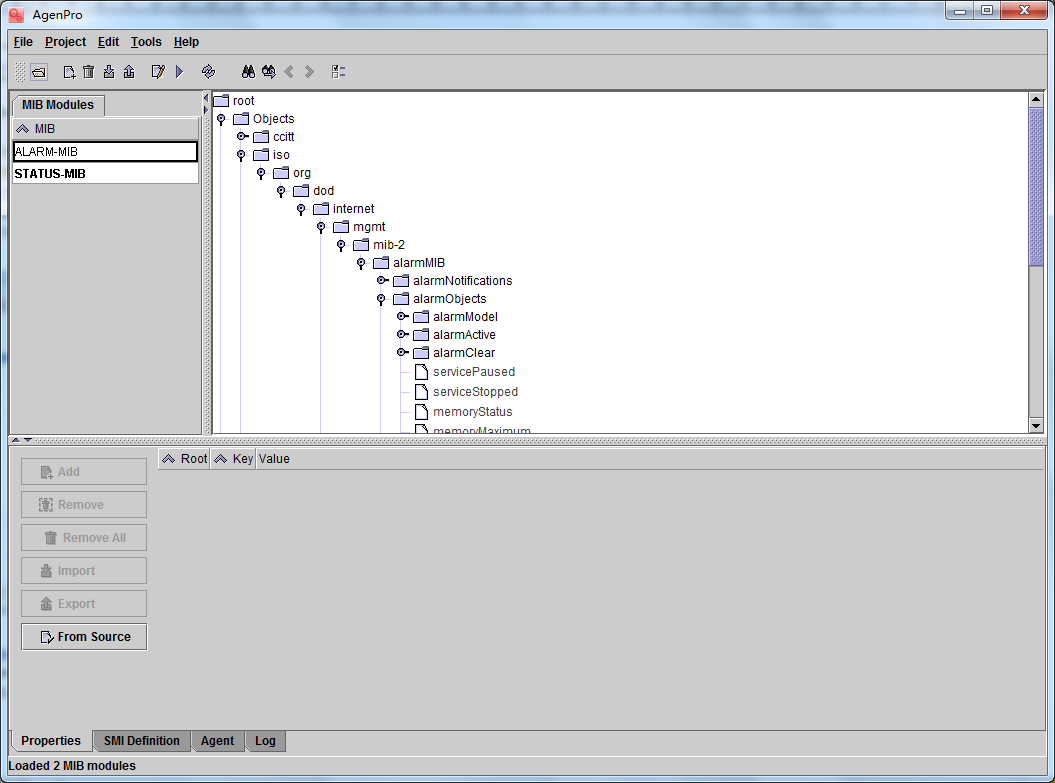 AgenPro
File Project Edit Tools Help
MIB Modules
MIB
ALARM-MIB
STATUS-MIB
root
Objects
ccitt
iso
org
dod
internet
mgmt
mib-2
alarmMIB
alarmNotifications
alarmObjects
alarmModel
alarmActive
alarmClear
servicePaused
serviceStopped
memoryStatus
memoryMaximum
Add
Remove
Remove All
Import
Export
From Source
Root Key Value
Properties SMI Definition Agent Log
Loaded 2 MIB modules